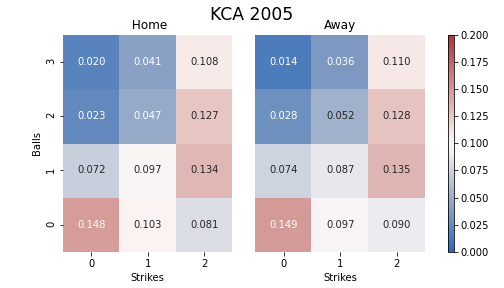 KCA 2005
Home Away
3 0.020 0.041 0.108 0.014 0.036 0.110
2 0.023 0.047 0.127 0.028 0.052 0.128
1 0.072 0.097 0.134 0.074 0.087 0.135
0 0.148 0.103 0.081 0.149 0.097 0.090
Balls
0 1 2 0 1 2
Strikes Strikes
0.200
0.175
0.150
0.125
0.100
0.075
0.050
0.025
0.000